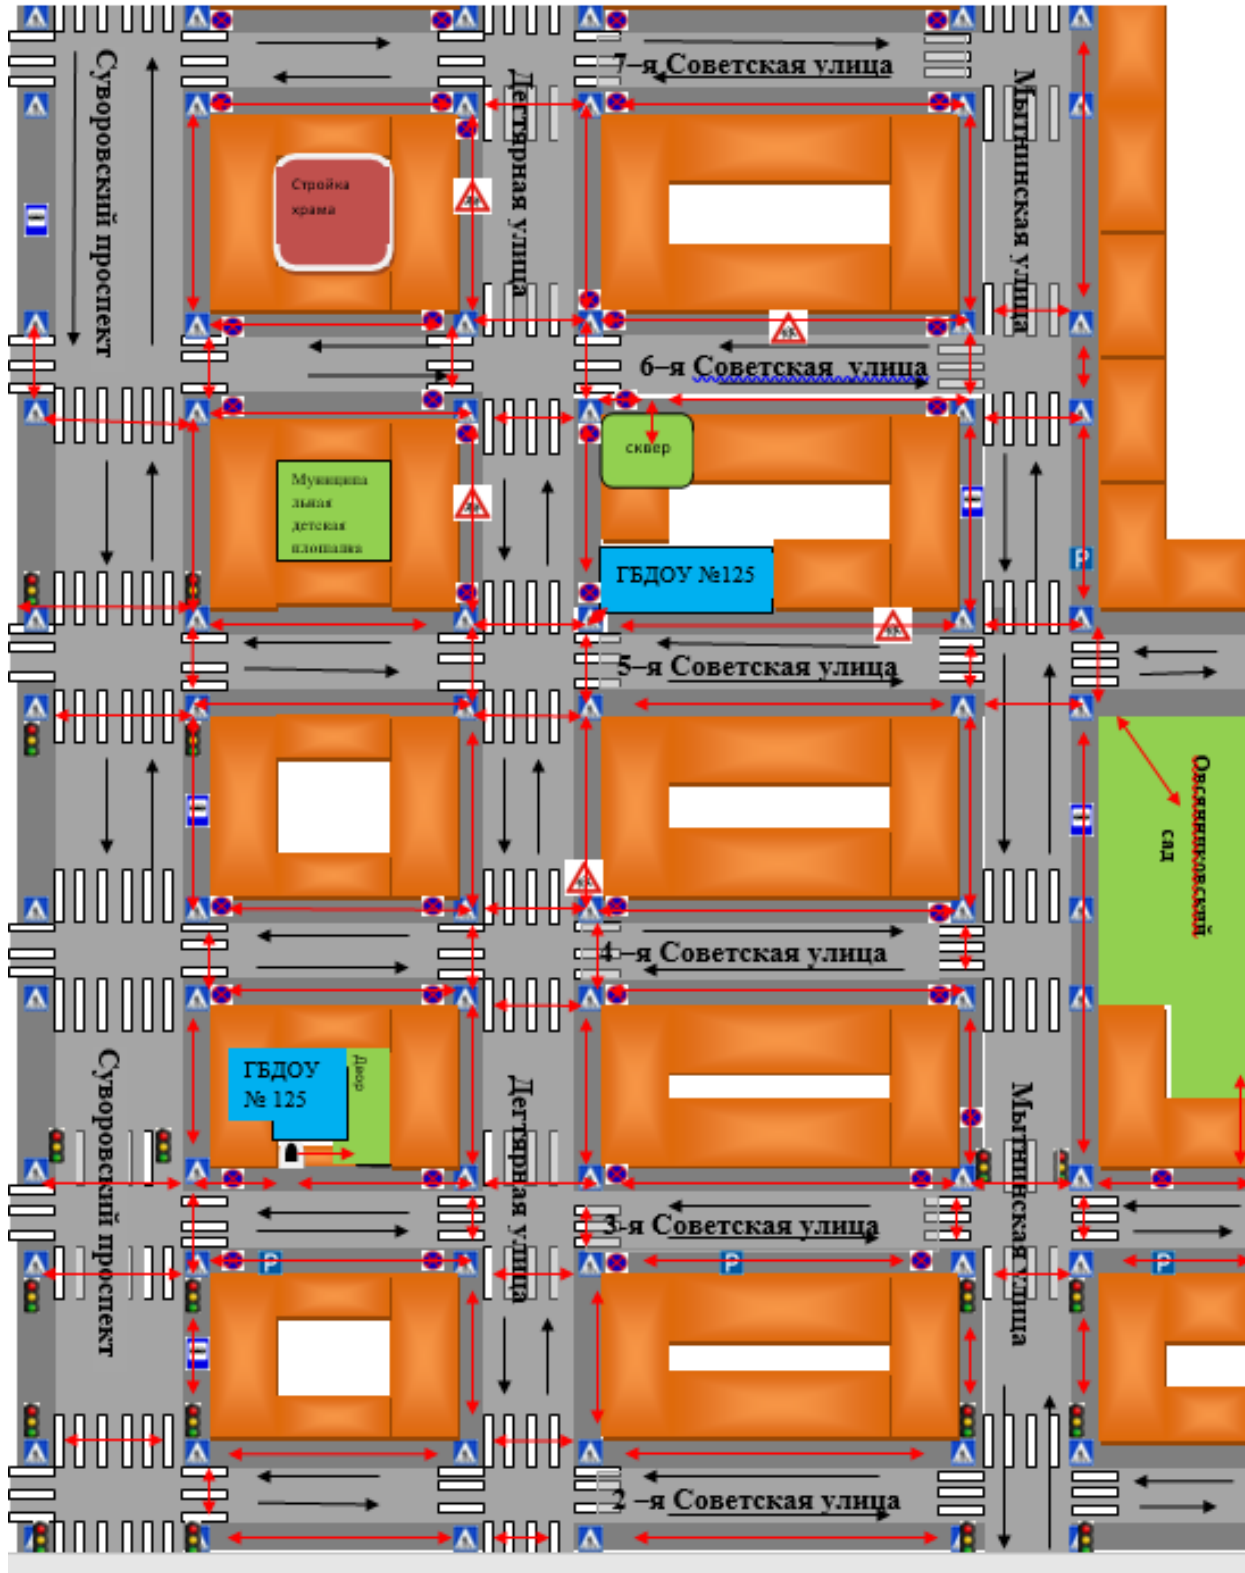 7–я Советская улица
Суворовский проспект
Дегтярная улица
Мытнинская улица
Стройка
храма
6–я Советская улица
сквер
Муниципа
льная
детская
площадка
ГБДОУ №125
P
5–я Советская улица
Овсянниковский
сад
4 –я Советская улица
ГБДОУ
№ 125
Двор
Суворовский проспект
Дегтярная улица
Мытнинская улица
3-я Советская улица
P
P
P
2 –я Советская улица